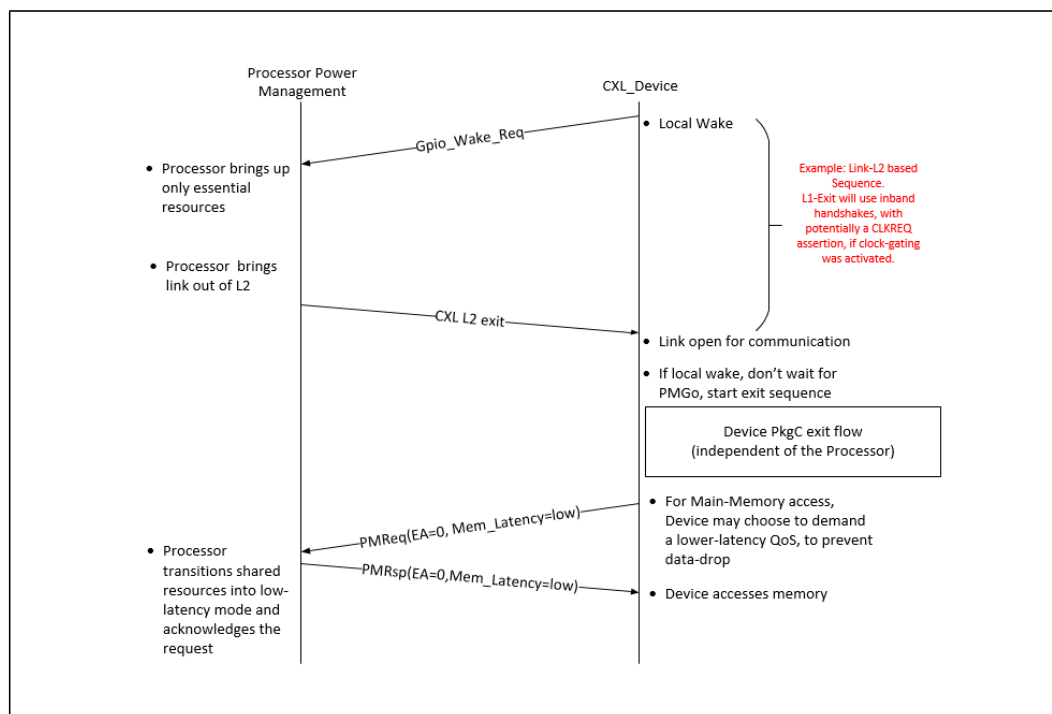 Processor Power
Management
CXL_Device
• Local Wake
Gpio_Wake_Req
• Processor brings up
only essential
resources
Example: Link-L2 based
Sequence.
L1-Exit will use inband
handshakes, with
potentially a CLKREQ
assertion, if clock-gating
was activated.
• Processor  brings
link out of L2
CXL L2 exit
• Link open for communication
• If local wake, don’t wait for
PMGo, start exit sequence
Device PkgC exit flow
(independent of the Processor)
• For Main-Memory access,
Device may choose to demand
a lower-latency QoS, to prevent
data-drop
PMReq(EA=0, Mem_Latency=low)
• Processor
transitions shared
resources into low-
latency mode and
acknowledges the
request
PMRsp(EA=0,Mem_Latency=low)
• Device accesses memory